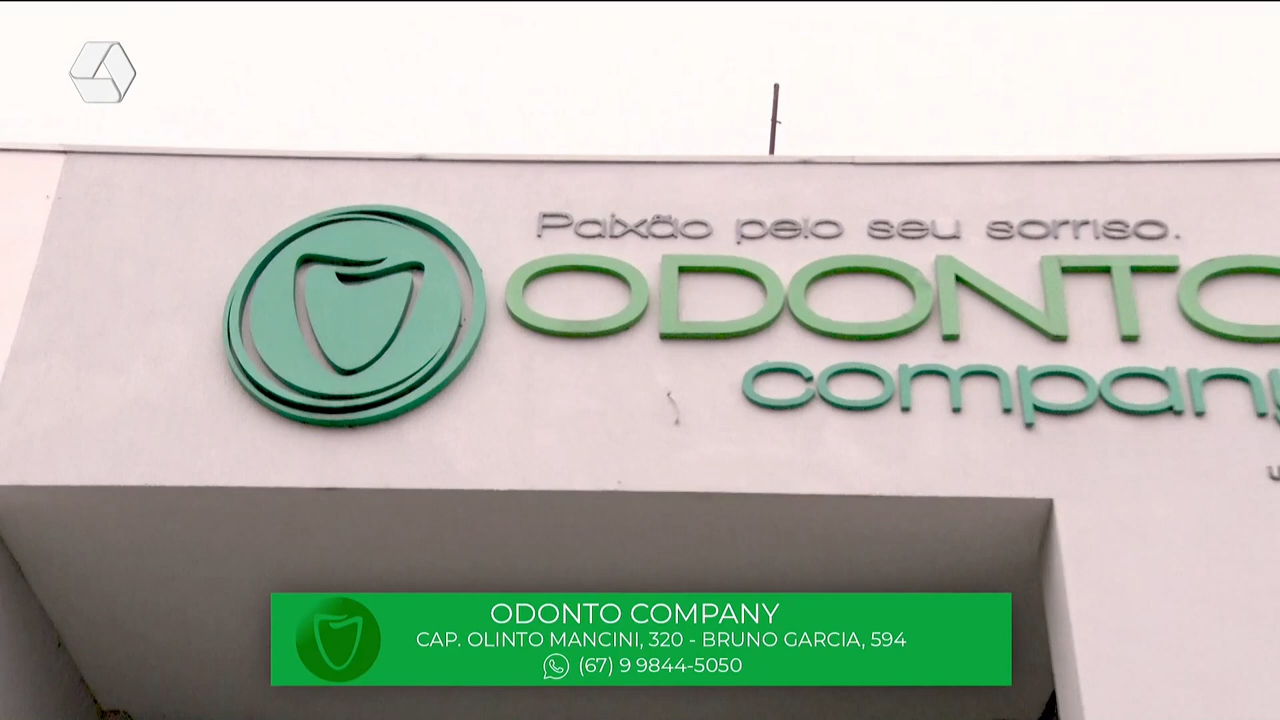 Paixão pelo seu sorriso.
ODONTO
company
ODONTO COMPANY
CAP. OLINTO MANCINI, 320 - BRUNO GARCIA, 594
(67) 9 9844-5050